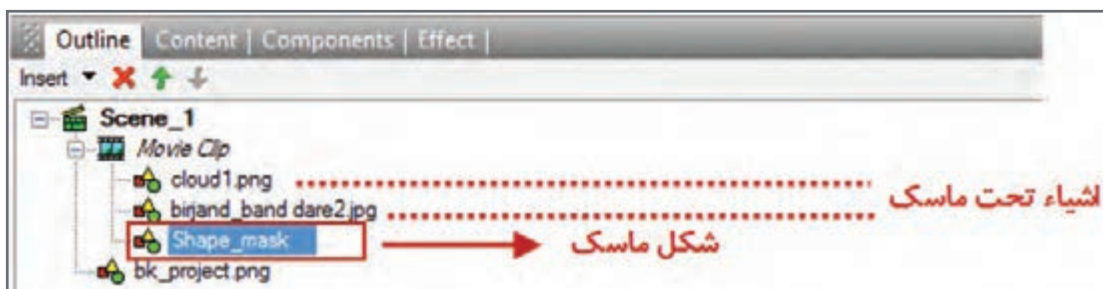 Outline | Content | Components | Effect |
Insert
Scene_1
Movie Clip
cloud1.png
birjand_band dare2.jpg
اشیاء تحت ماسک
Shape_mask
شکل ماسک
bk_project.png